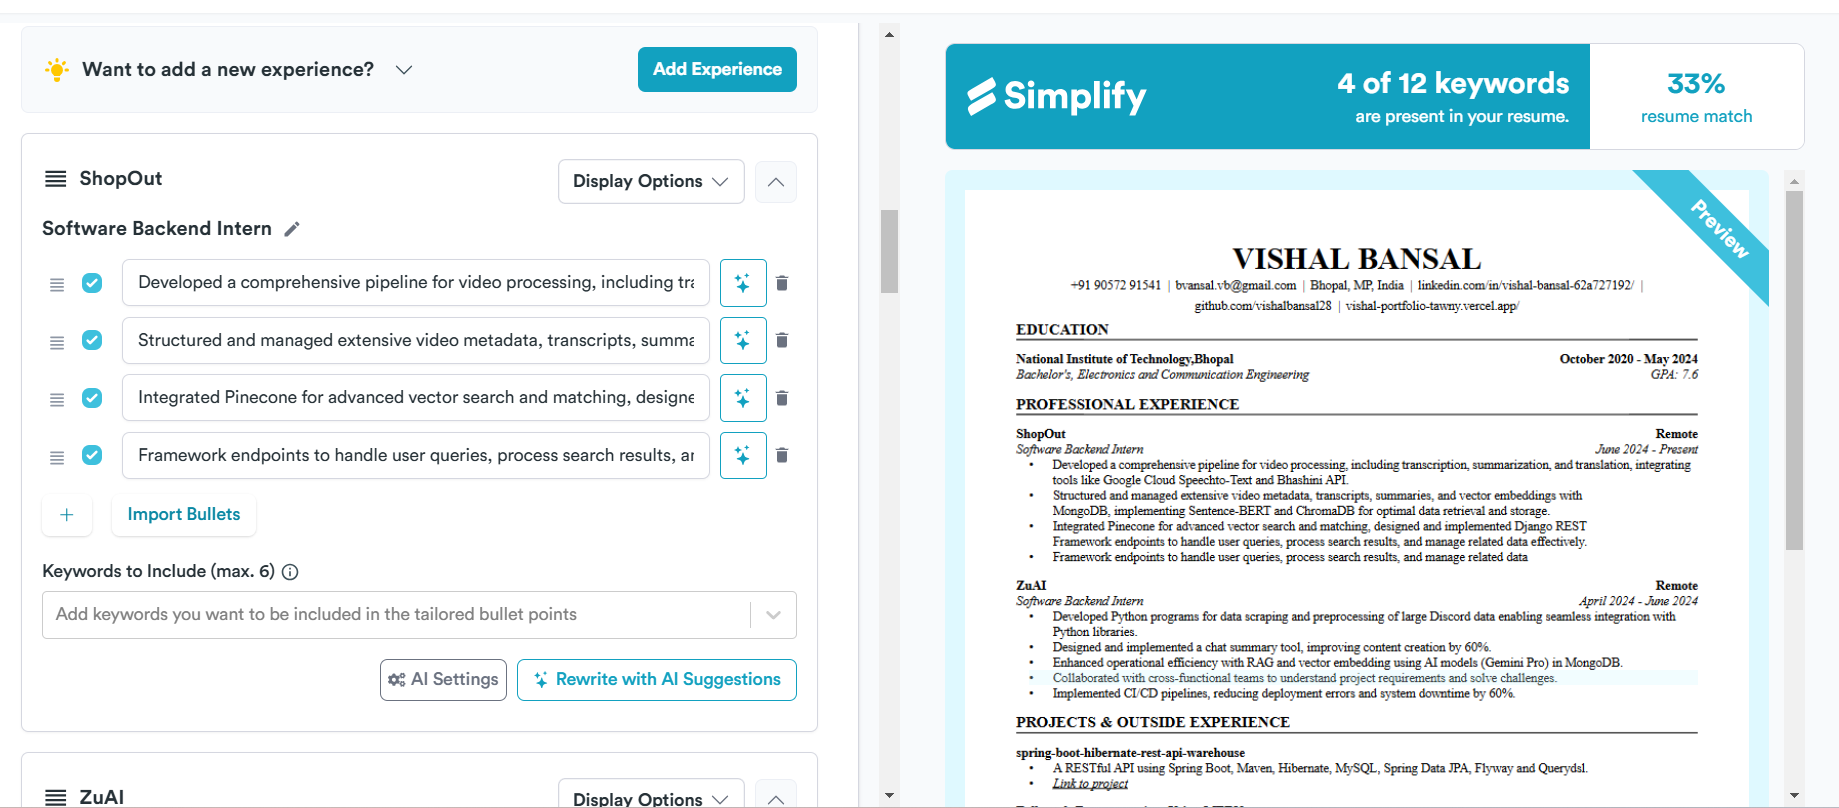 Want to add a new experience?
Add Experience
ShopOut
Display Options
Software Backend Intern
Developed a comprehensive pipeline for video processing, including tra
Structured and managed extensive video metadata, transcripts, summa
Integrated Pinecone for advanced vector search and matching, designe
Framework endpoints to handle user queries, process search results, an
+
Import Bullets
Keywords to Include (max. 6)
Add keywords you want to be included in the tailored bullet points
AI Settings
Rewrite with AI Suggestions
ZuAI
Display Options
Simplify
4 of 12 keywords
are present in your resume.
33%
resume match
Preview
VISHAL BANSAL
+91 90572 91541 | bvansal.vb@gmail.com | Bhopal, MP, India | linkedin.com/in/vishal-bansal-62a727192/ |
github.com/vishalbansal28 | vishal-portfolio-tawny.vercel.app/
EDUCATION
National Institute of Technology,Bhopal October 2020 - May 2024
Bachelor's, Electronics and Communication Engineering GPA: 7.6
PROFESSIONAL EXPERIENCE
ShopOut Remote
Software Backend Intern June 2024 - Present
• Developed a comprehensive pipeline for video processing, including transcription, summarization, and translation, integrating
tools like Google Cloud Speechto-Text and Bhashini API.
• Structured and managed extensive video metadata, transcripts, summaries, and vector embeddings with
MongoDB, implementing Sentence-BERT and ChromaDB for optimal data retrieval and storage.
• Integrated Pinecone for advanced vector search and matching, designed and implemented Django REST
Framework endpoints to handle user queries, process search results, and manage related data effectively.
• Framework endpoints to handle user queries, process search results, and manage related data
ZuAI Remote
Software Backend Intern April 2024 - June 2024
• Developed Python programs for data scraping and preprocessing of large Discord data enabling seamless integration with
Python libraries.
• Designed and implemented a chat summary tool, improving content creation by 60%.
• Enhanced operational efficiency with RAG and vector embedding using AI models (Gemini Pro) in MongoDB.
• Collaborated with cross-functional teams to understand project requirements and solve challenges.
• Implemented CI/CD pipelines, reducing deployment errors and system downtime by 60%.
PROJECTS & OUTSIDE EXPERIENCE
spring-boot-hibernate-rest-api-warehouse
• A RESTful API using Spring Boot, Maven, Hibernate, MySQL, Spring Data JPA, Flyway and Querydsl.
• Link to project